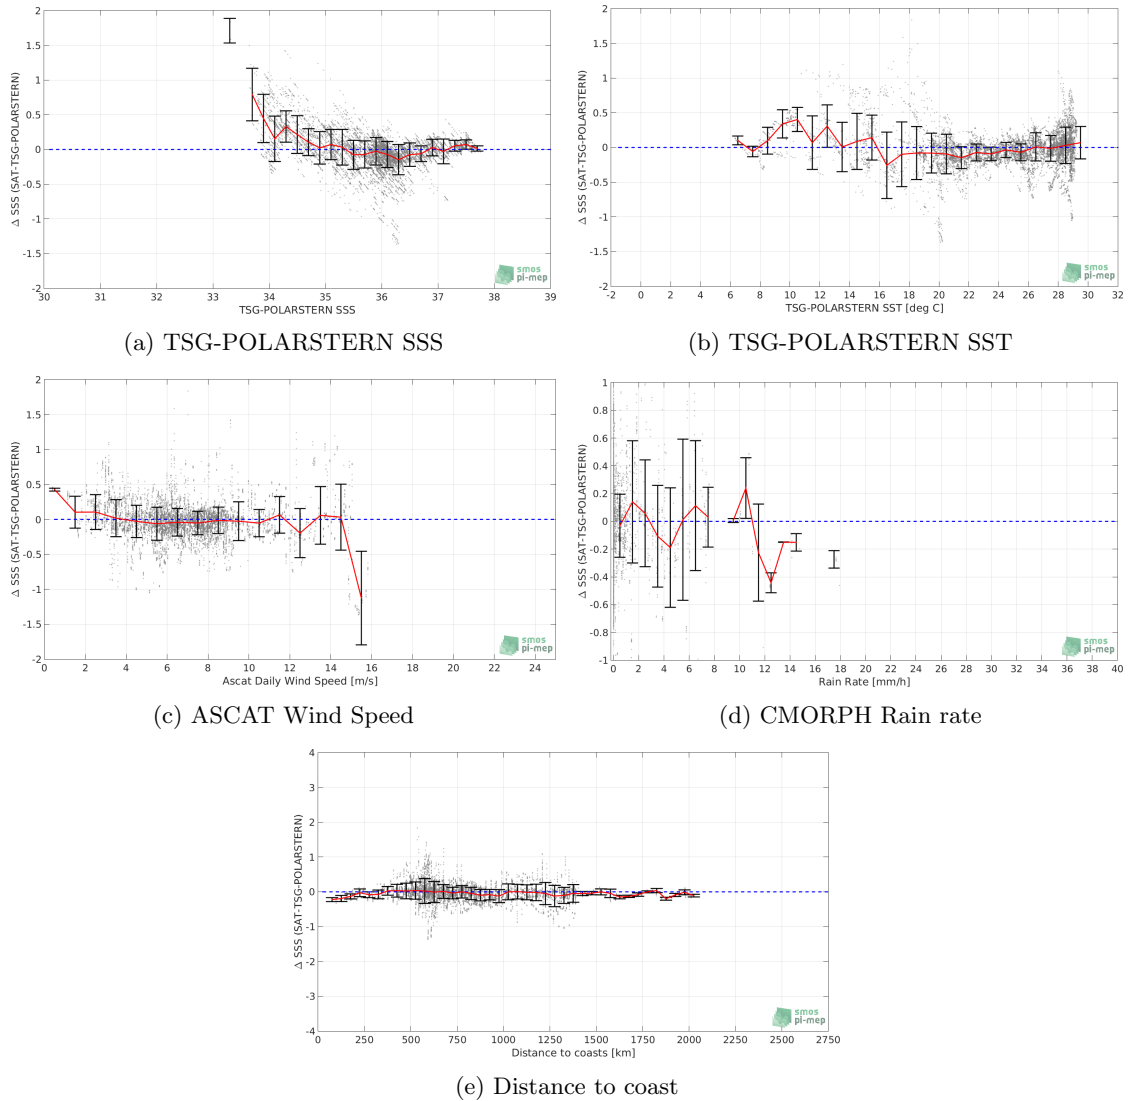 2
1.5
1
0.5
0
-0.5
-1
-1.5
-2
30 31 32 33 34 35 36 37 38 39
TSG-POLARSTERN SSS
Δ SSS (SAT-TSG-POLARSTERN)
smos
pi-mep
(a) TSG-POLARSTERN SSS
2
1.5
1
0.5
0
-0.5
-1
-1.5
-2
-2 0 2 4 6 8 10 12 14 16 18 20 22 24 26 28 30 32
TSG-POLARSTERN SST [deg C]
Δ SSS (SAT-TSG-POLARSTERN)
smos
pi-mep
(b) TSG-POLARSTERN SST
2
1.5
1
0.5
0
-0.5
-1
-1.5
-2
0 2 4 6 8 10 12 14 16 18 20 22 24
Ascat Daily Wind Speed [m/s]
Δ SSS (SAT-TSG-POLARSTERN)
smos
pi-mep
(c) ASCAT Wind Speed
1
0.8
0.6
0.4
0.2
0
-0.2
-0.4
-0.6
-0.8
-1
0 2 4 6 8 10 12 14 16 18 20 22 24 26 28 30 32 34 36 38 40
Rain Rate [mm/h]
Δ SSS (SAT-TSG-POLARSTERN)
smos
pi-mep
(d) CMORPH Rain rate
4
3
2
1
0
-1
-2
-3
-4
0 250 500 750 1000 1250 1500 1750 2000 2250 2500 2750
Distance to coasts [km]
Δ SSS (SAT-TSG-POLARSTERN)
smos
pi-mep
(e) Distance to coast